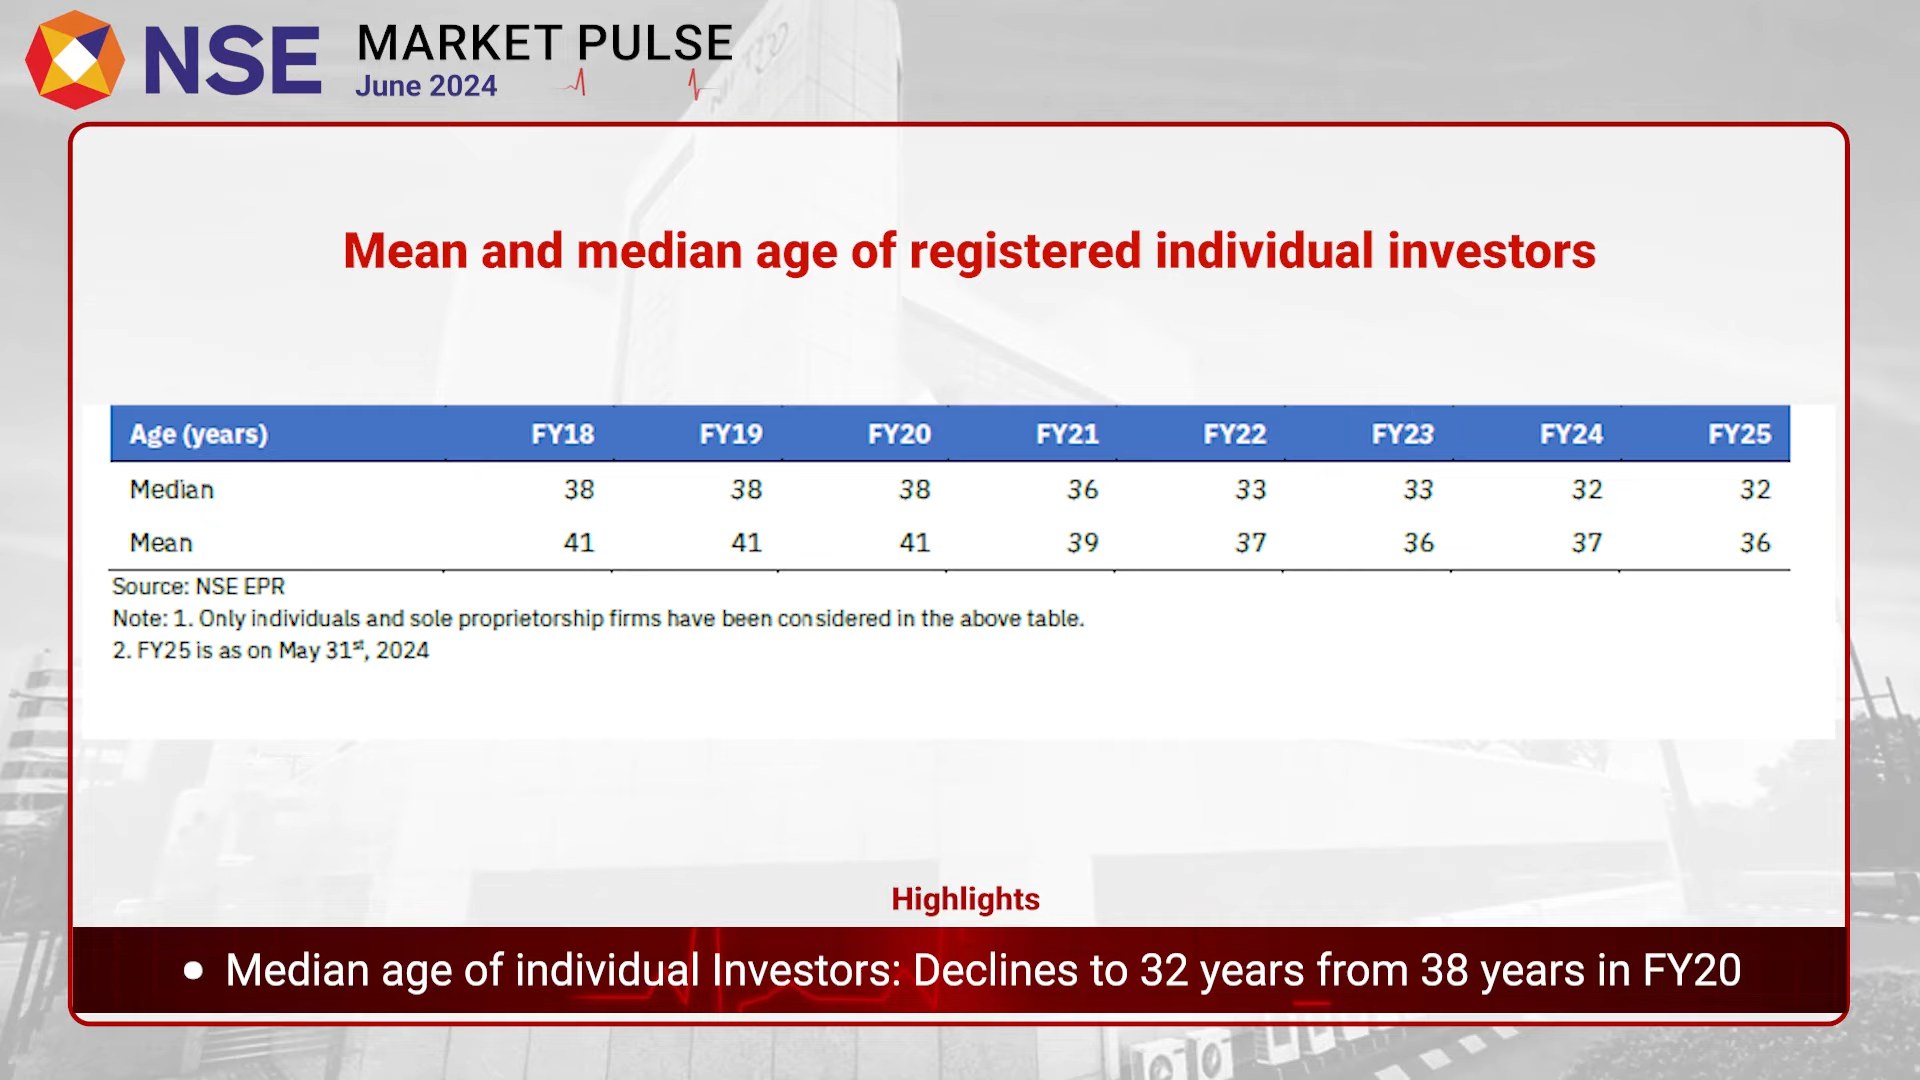 NSE MARKET PULSE
June 2024
Mean and median age of registered individual investors
Age (years) FY18 FY19 FY20 FY21 FY22 FY23 FY24 FY25
Median 38 38 38 36 33 33 32 32
Mean 41 41 41 39 37 36 37 36
Source: NSE EPR
Note: 1. Only individuals and sole proprietorship firms have been considered in the above table.
2. FY25 is as on May 31st, 2024
Highlights
• Median age of individual Investors: Declines to 32 years from 38 years in FY20